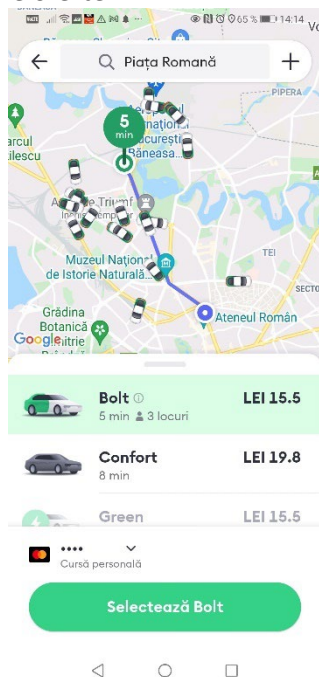 65 % 14:14
Piața Romană
PIPERA
5
min
Băneasa...
TEI
Muzeul Național
de Istorie Naturală...
SECTO
Grădina
Botanică
Ateneul Român
Google
Bolt
LEI 15.5
5 min 3 locuri
Confort
LEI 19.8
8 min
Green
LEI 15.5
••••
Cursă personală
Selectează Bolt